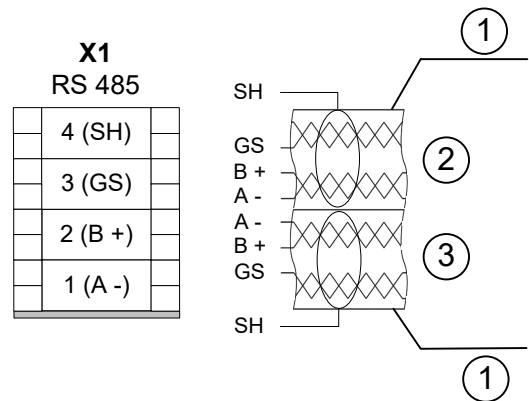 X1
RS 485
4 (SH)
3 (GS)
2 (B +)
1 (A -)
1
SH
GS
B +
A -
2
A -
B +
GS
3
SH
1